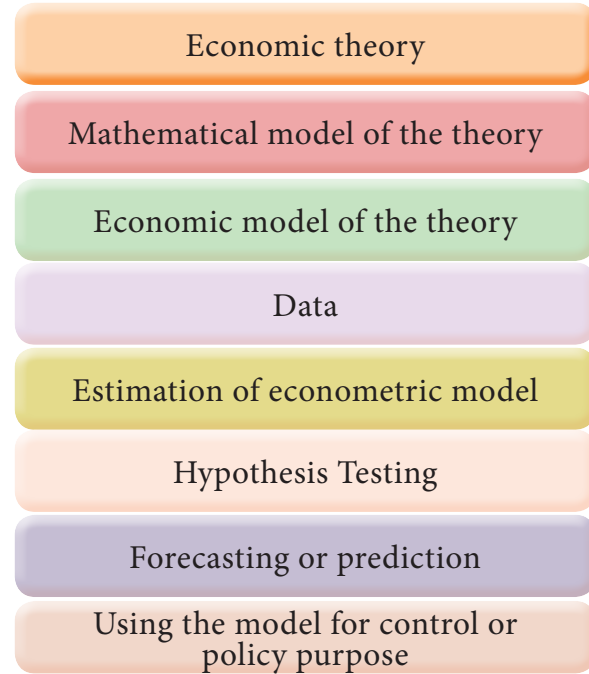 Economic theory
Mathematical model of the theory
Economic model of the theory
Data
Estimation of econometric model
Hypothesis Testing
Forecasting or prediction
Using the model for control or
policy purpose